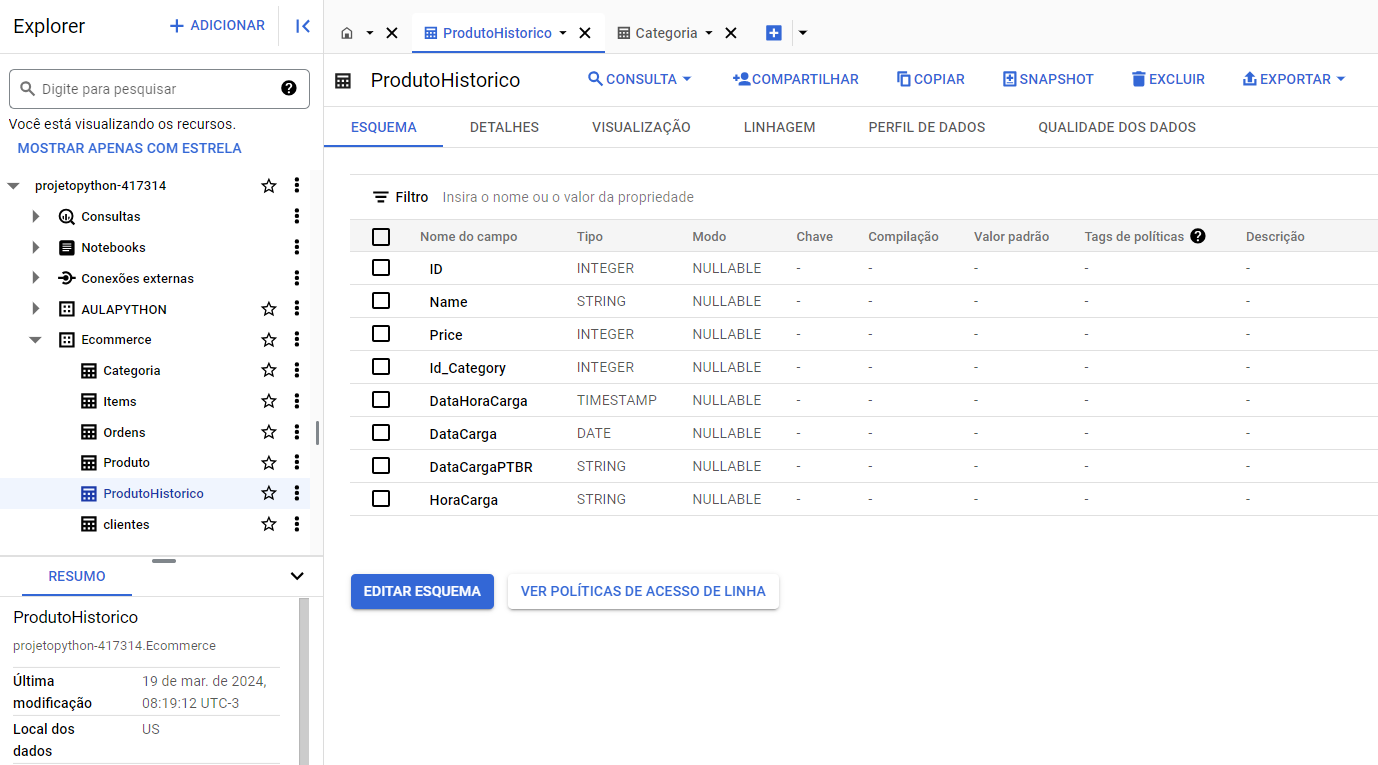 Explorer
ADICIONAR
Digite para pesquisar
Você está visualizando os recursos.
MOSTRAR APENAS COM ESTRELA
projetopython-417314
Consultas
Notebooks
Conexões externas
AULAPYTHON
Ecommerce
Categoria
Items
Ordens
Produto
ProdutoHistorico
clientes
RESUMO
ProdutoHistorico
projetopython-417314.Ecommerce
Última modificação 19 de mar. de 2024, 08:19:12 UTC-3
Local dos dados US
ProdutoHistorico Categoria
ProdutoHistorico CONSULTA COMPARTILHAR COPIAR SNAPSHOT EXCLUIR EXPORTAR
ESQUEMA DETALHES VISUALIZAÇÃO LINHAGEM PERFIL DE DADOS QUALIDADE DOS DADOS
Filtro Insira o nome ou o valor da propriedade
Nome do campo Tipo Modo Chave Compilação Valor padrão Tags de políticas Descrição
ID INTEGER NULLABLE - - - - -
Name STRING NULLABLE - - - - -
Price INTEGER NULLABLE - - - - -
Id_Category INTEGER NULLABLE - - - - -
DataHoraCarga TIMESTAMP NULLABLE - - - - -
DataCarga DATE NULLABLE - - - - -
DataCargaPTBR STRING NULLABLE - - - - -
HoraCarga STRING NULLABLE - - - - -
EDITAR ESQUEMA VER POLÍTICAS DE ACESSO DE LINHA